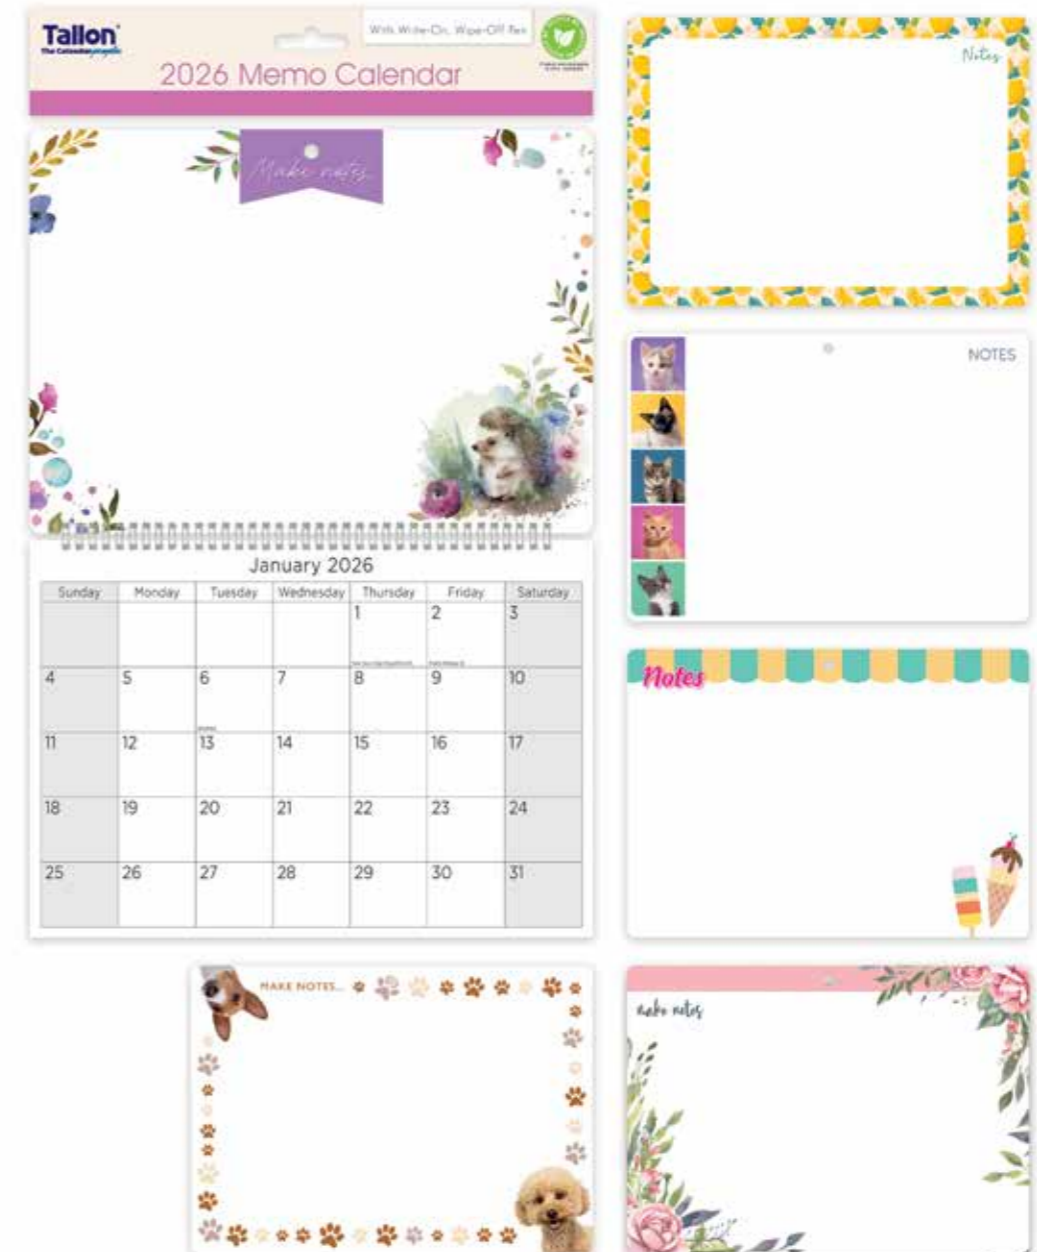 Tallon
The Calendar people
With Write-On, Wipe-Off Pen
2026 Memo Calendar
Make notes...
January 2026
Sunday Monday Tuesday Wednesday Thursday Friday Saturday
1 2 3
4 5 6 7 8 9 10
11 12 13 14 15 16 17
18 19 20 21 22 23 24
25 26 27 28 29 30 31
Notes
NOTES
Notes
MAKE NOTES...
make notes